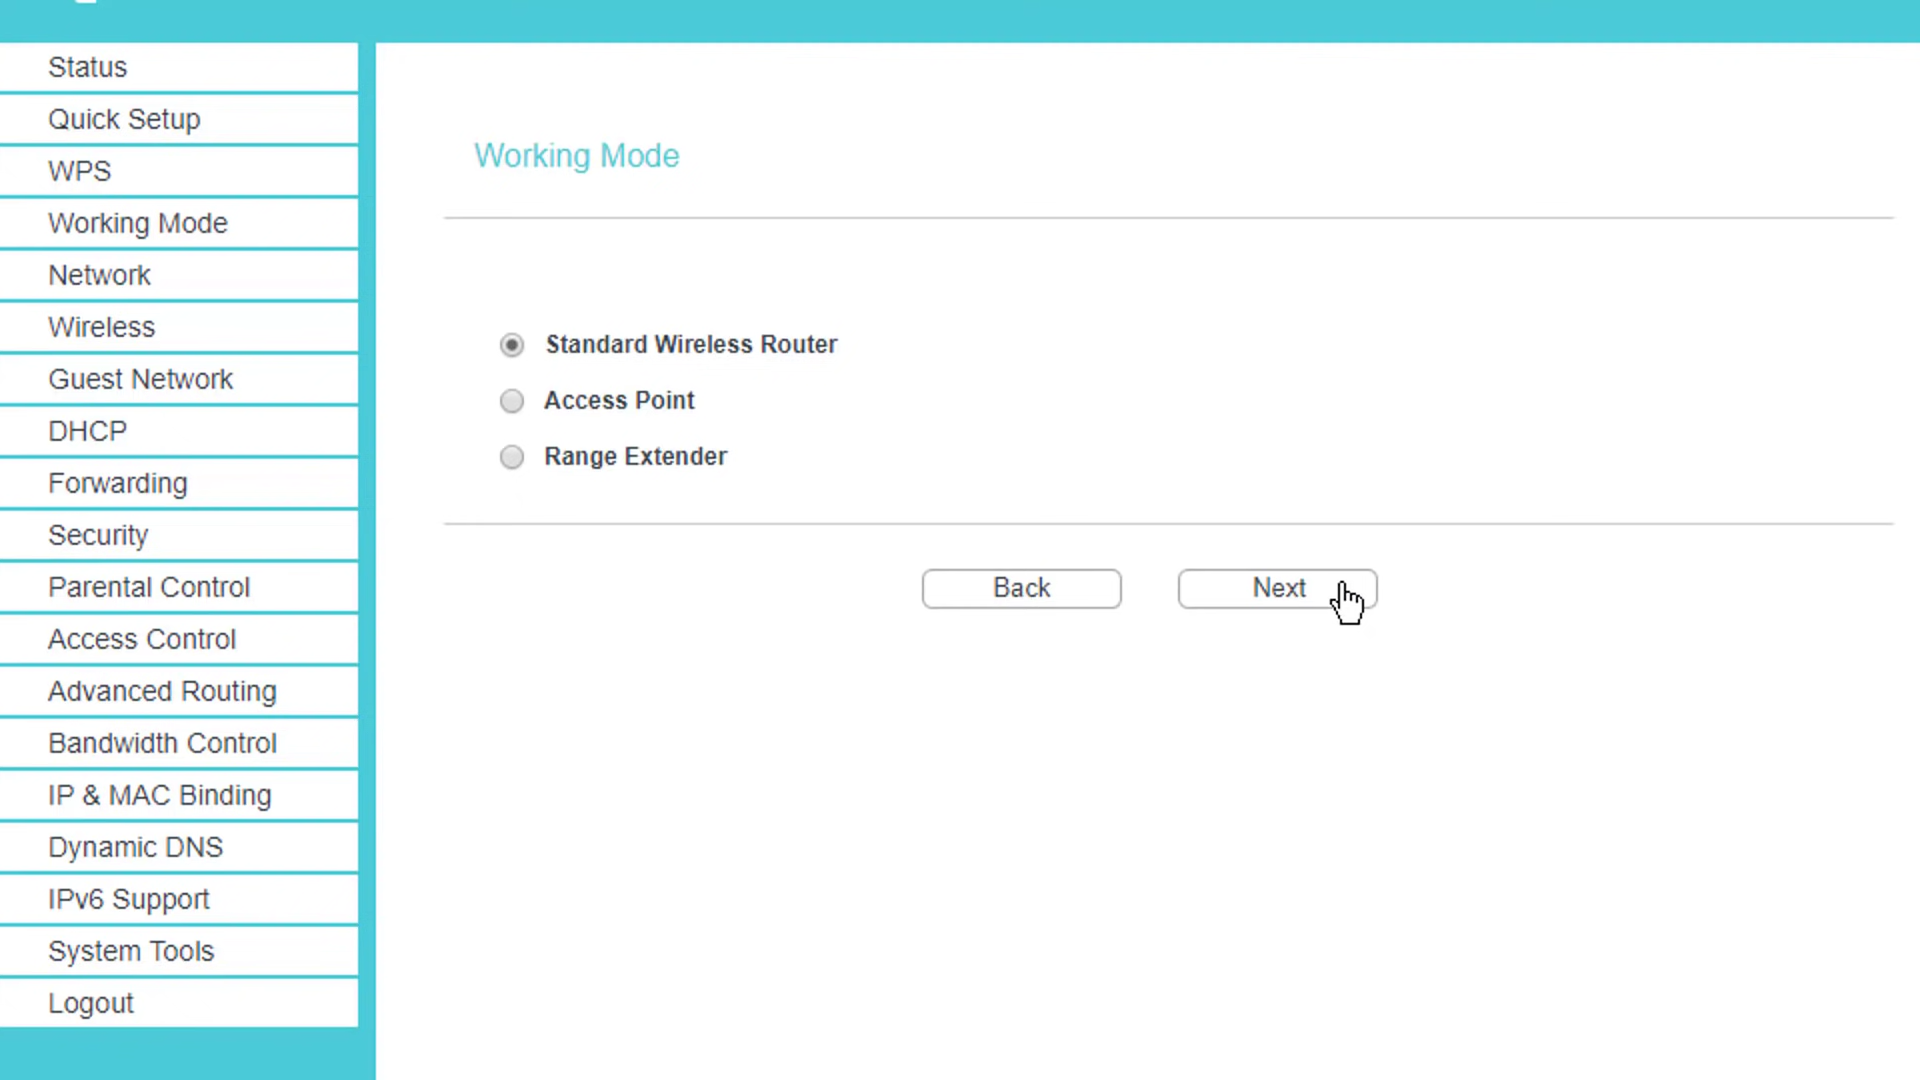 Status
Quick Setup
WPS
Working Mode
Network
Wireless
Guest Network
DHCP
Forwarding
Security
Parental Control
Access Control
Advanced Routing
Bandwidth Control
IP & MAC Binding
Dynamic DNS
IPv6 Support
System Tools
Logout
Working Mode
Standard Wireless Router
Access Point
Range Extender
Back
Next